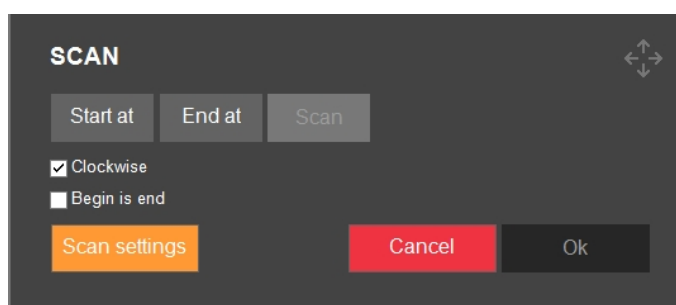 SCAN
Start at End at Scan
Clockwise
Begin is end
Scan settings Cancel Ok